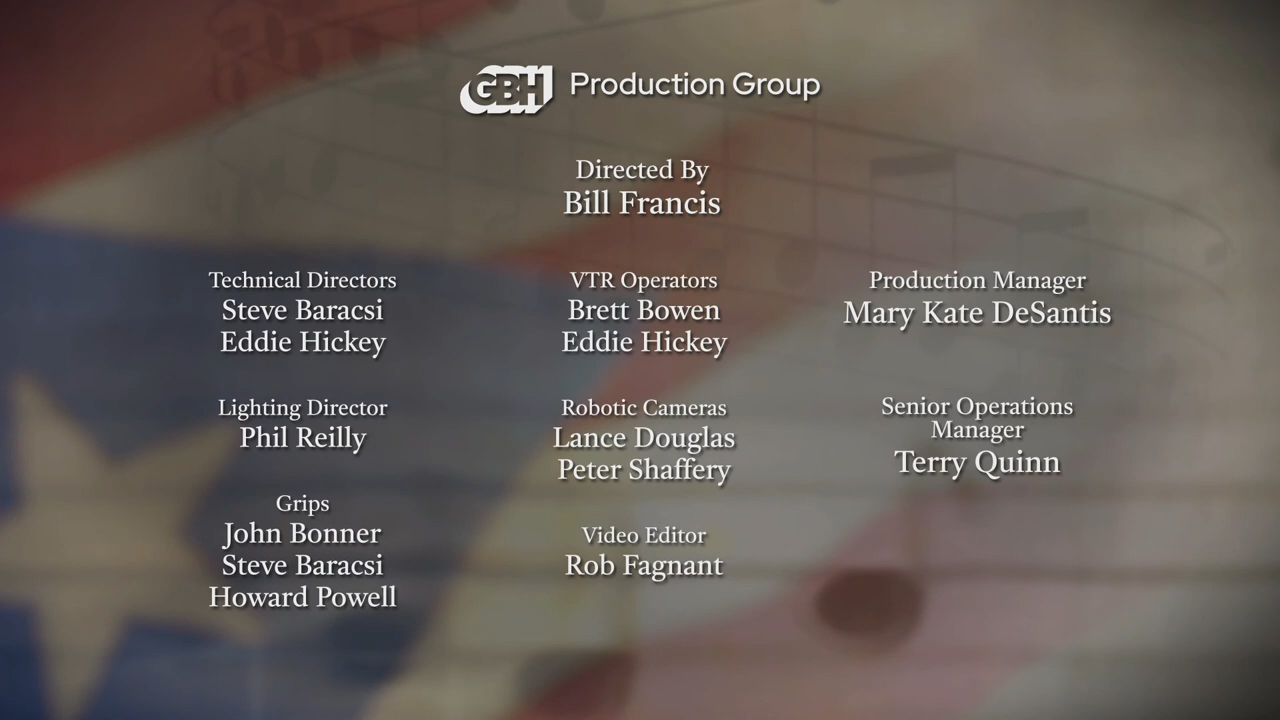 GBH Production Group
Directed By
Bill Francis
Technical Directors
Steve Baracsi
Eddie Hickey
Lighting Director
Phil Reilly
Grips
John Bonner
Steve Baracsi
Howard Powell
VTR Operators
Brett Bowen
Eddie Hickey
Robotic Cameras
Lance Douglas
Peter Shaffery
Video Editor
Rob Fagnant
Production Manager
Mary Kate DeSantis
Senior Operations
Manager
Terry Quinn